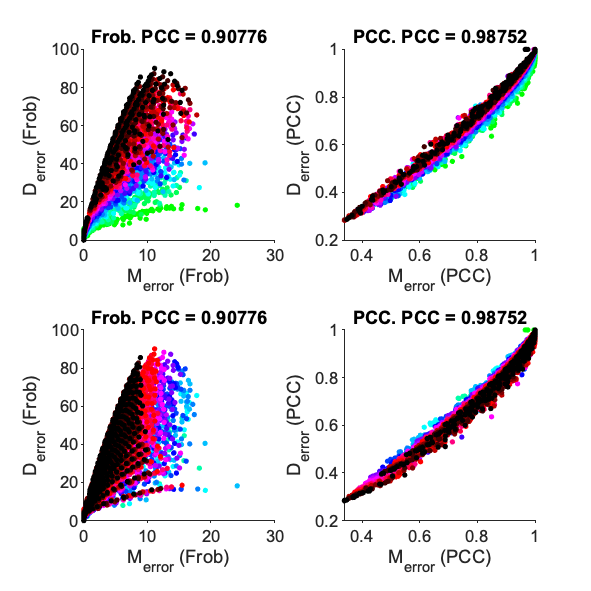 Frob. PCC = 0.90776
100
80
60
40
20
0
D_error (Frob)
0 10 20 30
M_error (Frob)
PCC. PCC = 0.98752
1
0.8
0.6
0.4
0.2
D_error (PCC)
0.4 0.6 0.8 1
M_error (PCC)
Frob. PCC = 0.90776
100
80
60
40
20
0
D_error (Frob)
0 10 20 30
M_error (Frob)
PCC. PCC = 0.98752
1
0.8
0.6
0.4
0.2
D_error (PCC)
0.4 0.6 0.8 1
M_error (PCC)